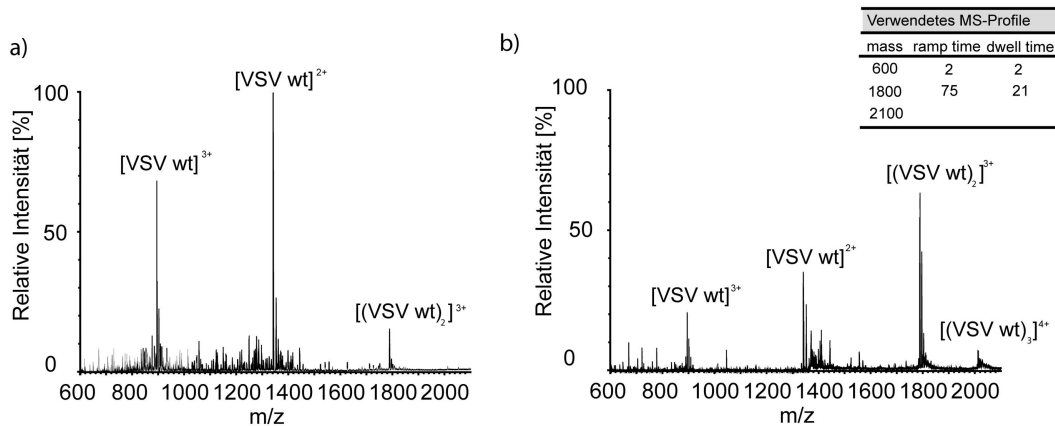 a)
Relative Intensität [%]
100
50
0
[VSV wt]³⁺
[VSV wt]²⁺
[(VSV wt)₂]³⁺
600 800 1000 1200 1400 1600 1800 2000
m/z
b)
Relative Intensität [%]
100
50
0
[VSV wt]³⁺
[VSV wt]²⁺
[(VSV wt)₂]³⁺
[(VSV wt)₃]⁴⁺
600 800 1000 1200 1400 1600 1800 2000
m/z
Verwendetes MS-Profile
mass ramp time dwell time
600 2 2
1800 75 21
2100